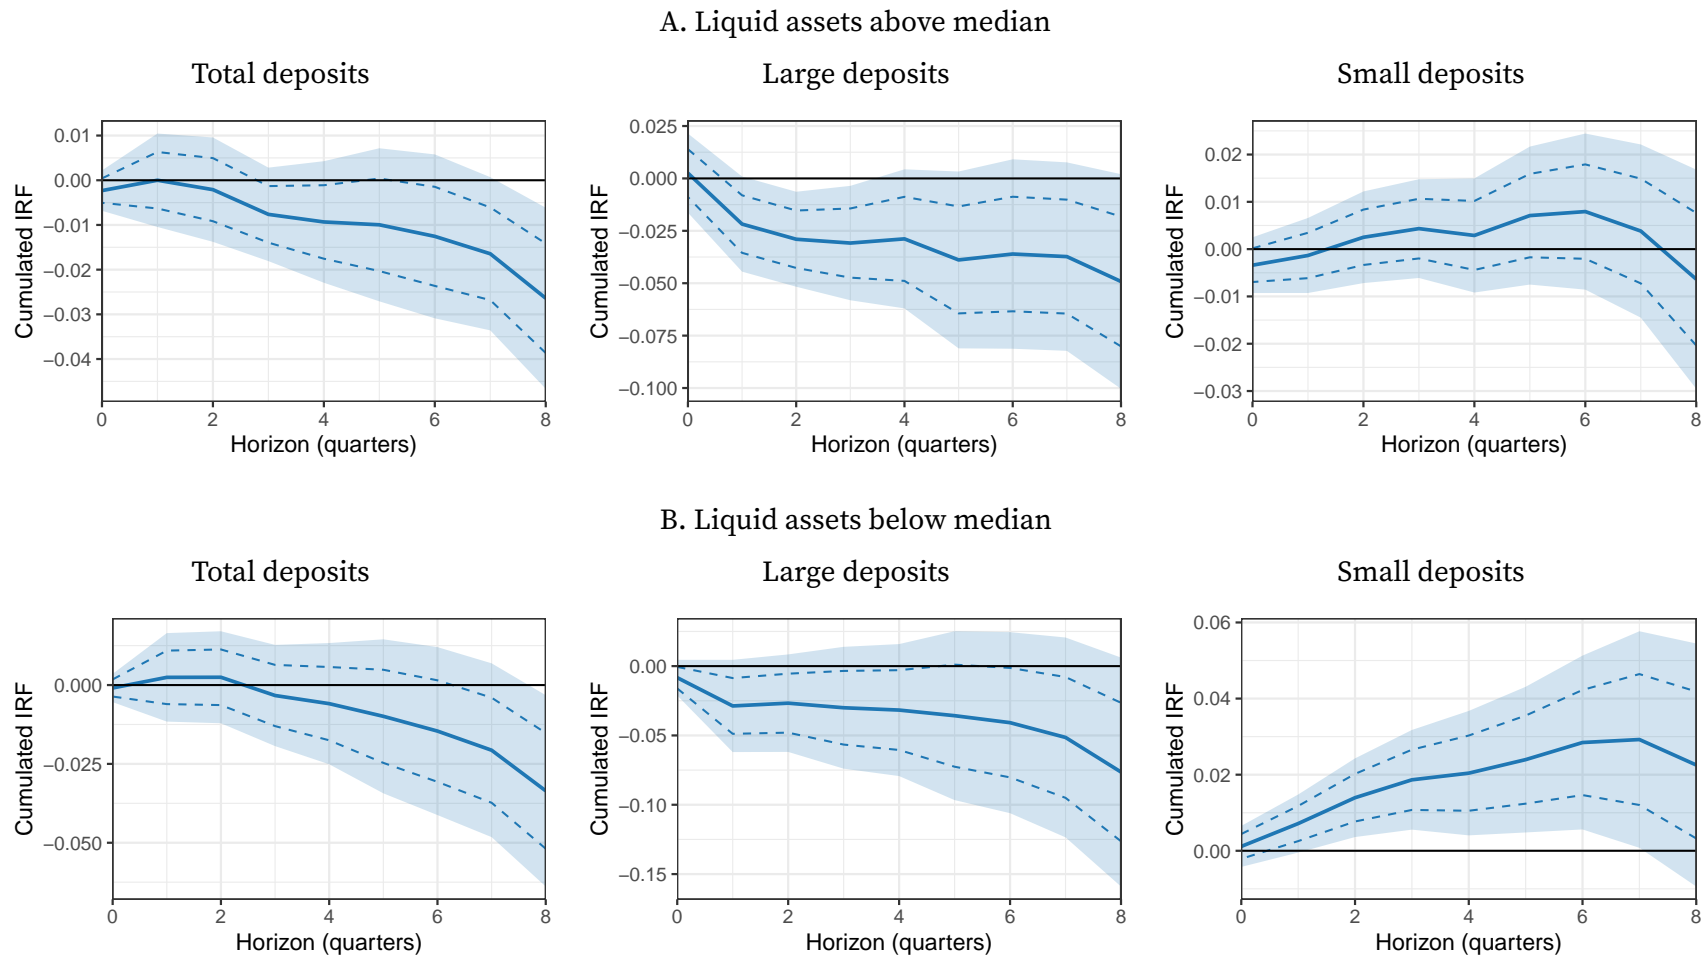 A. Liquid assets above median
Total deposits
Large deposits
Small deposits
Cumulated IRF
0.01
0.00
−0.01
−0.02
−0.03
−0.04
0 2 4 6 8
Horizon (quarters)
Cumulated IRF
0.025
0.000
−0.025
−0.050
−0.075
−0.100
0 2 4 6 8
Horizon (quarters)
Cumulated IRF
0.02
0.01
0.00
−0.01
−0.02
−0.03
0 2 4 6 8
Horizon (quarters)
B. Liquid assets below median
Total deposits
Large deposits
Small deposits
Cumulated IRF
0.000
−0.025
−0.050
0 2 4 6 8
Horizon (quarters)
Cumulated IRF
0.00
−0.05
−0.10
−0.15
0 2 4 6 8
Horizon (quarters)
Cumulated IRF
0.06
0.04
0.02
0.00
0 2 4 6 8
Horizon (quarters)